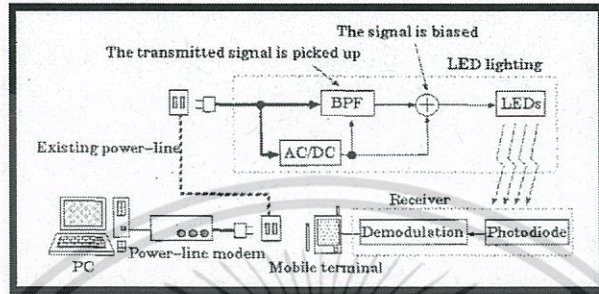 The signal is biased
The transmitted signal is picked up
LED lighting
BPF
LEDs
Existing power-line
AC/DC
Receiver
Demodulation
Photodiode
Power-line modem
PC
Mobile terminal